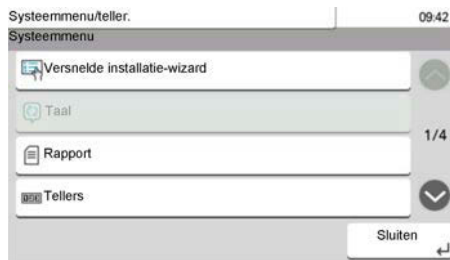 Systeemmenu/teller.
09:42
Systeemmenu
Versnelde installatie-wizard
Taal
1/4
Rapport
Tellers
Sluiten